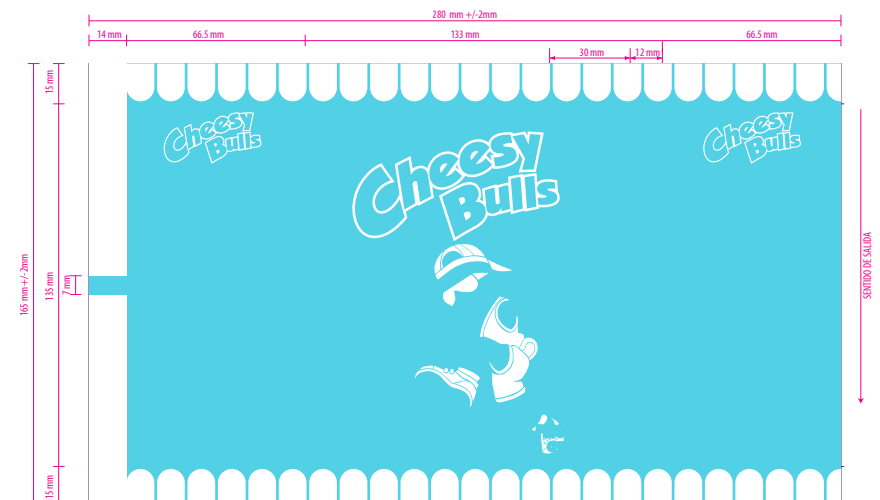 280 mm +/-2mm
14 mm
66.5 mm
133 mm
66.5 mm
30 mm
12 mm
15 mm
Cheesy
Bulls
Cheesy
Bulls
Cheesy
Bulls
165 mm +/- 2mm
135 mm
7 mm
SENTIDO DE SALIDA
15 mm